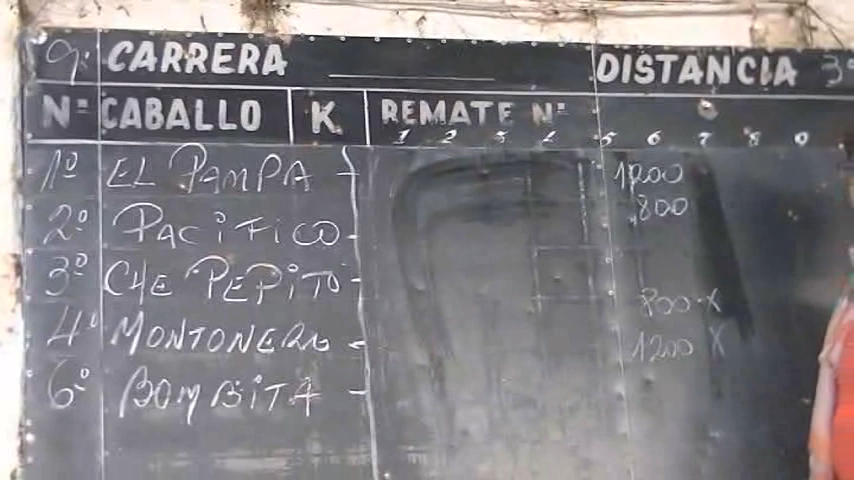 9ª CARRERA DISTANCIA 3
Nº CABALLO K REMATE Nº
1 2 3 4 5 6 7 8 9
1º EL PAMPA - 1200
2º PACIFICO - 800
3º CHE PEPITO -
800 X
4º MONTONERO - 1200 X
6º BOMBITA -